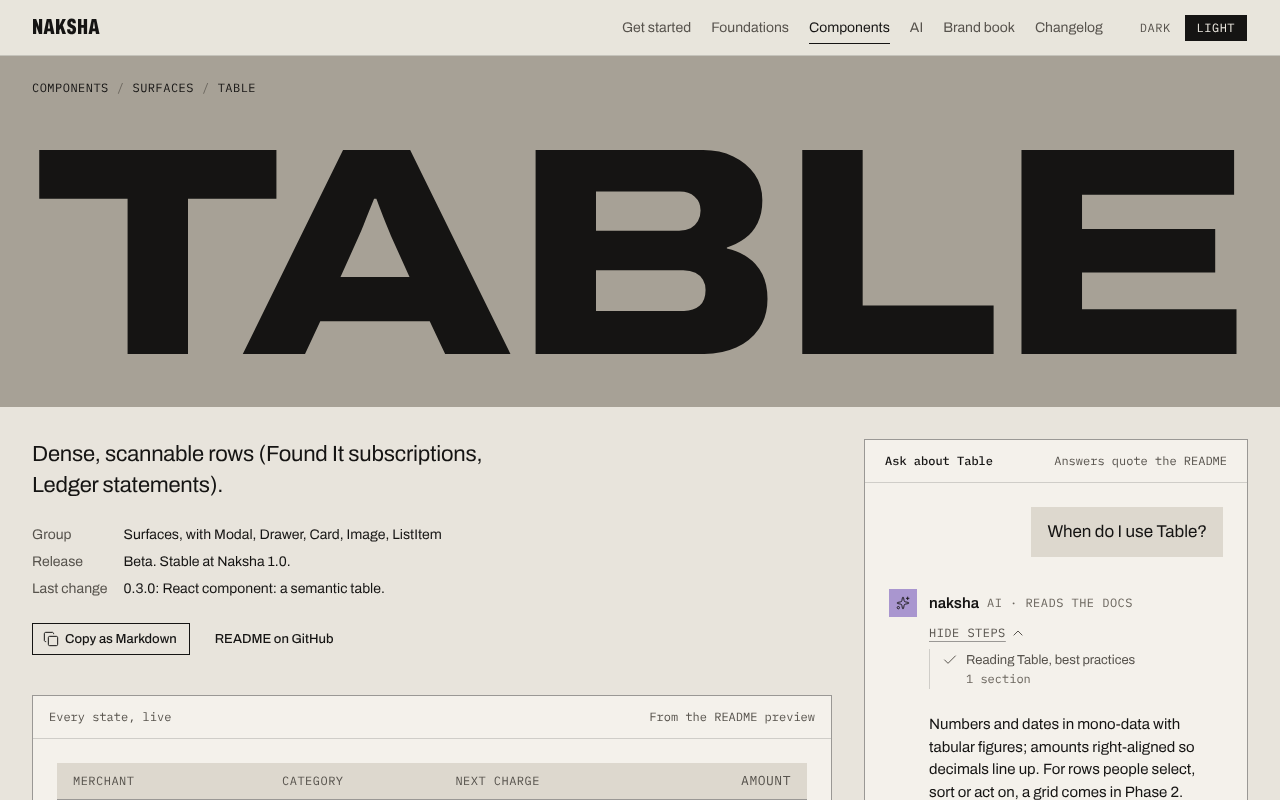 NAKSHA
Get started
Foundations
Components
AI
Brand book
Changelog
DARK
LIGHT
COMPONENTS / SURFACES / TABLE
TABLE
Dense, scannable rows (Found It subscriptions,
Ledger statements).
Group Surfaces, with Modal, Drawer, Card, Image, ListItem
Release Beta. Stable at Naksha 1.0.
Last change 0.3.0: React component: a semantic table.
Copy as Markdown
README on GitHub
Every state, live
From the README preview
MERCHANT CATEGORY NEXT CHARGE AMOUNT
Ask about Table
Answers quote the README
When do I use Table?
naksha AI · READS THE DOCS
HIDE STEPS
Reading Table, best practices
1 section
Numbers and dates in mono-data with
tabular figures; amounts right-aligned so
decimals line up. For rows people select,
sort or act on, a grid comes in Phase 2.